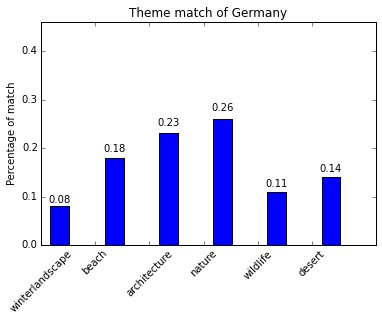 Theme match of Germany
Percentage of match
0.4
0.3
0.2
0.1
0.0
0.08
0.18
0.23
0.26
0.11
0.14
winterlandscape
beach
architecture
nature
wildlife
desert